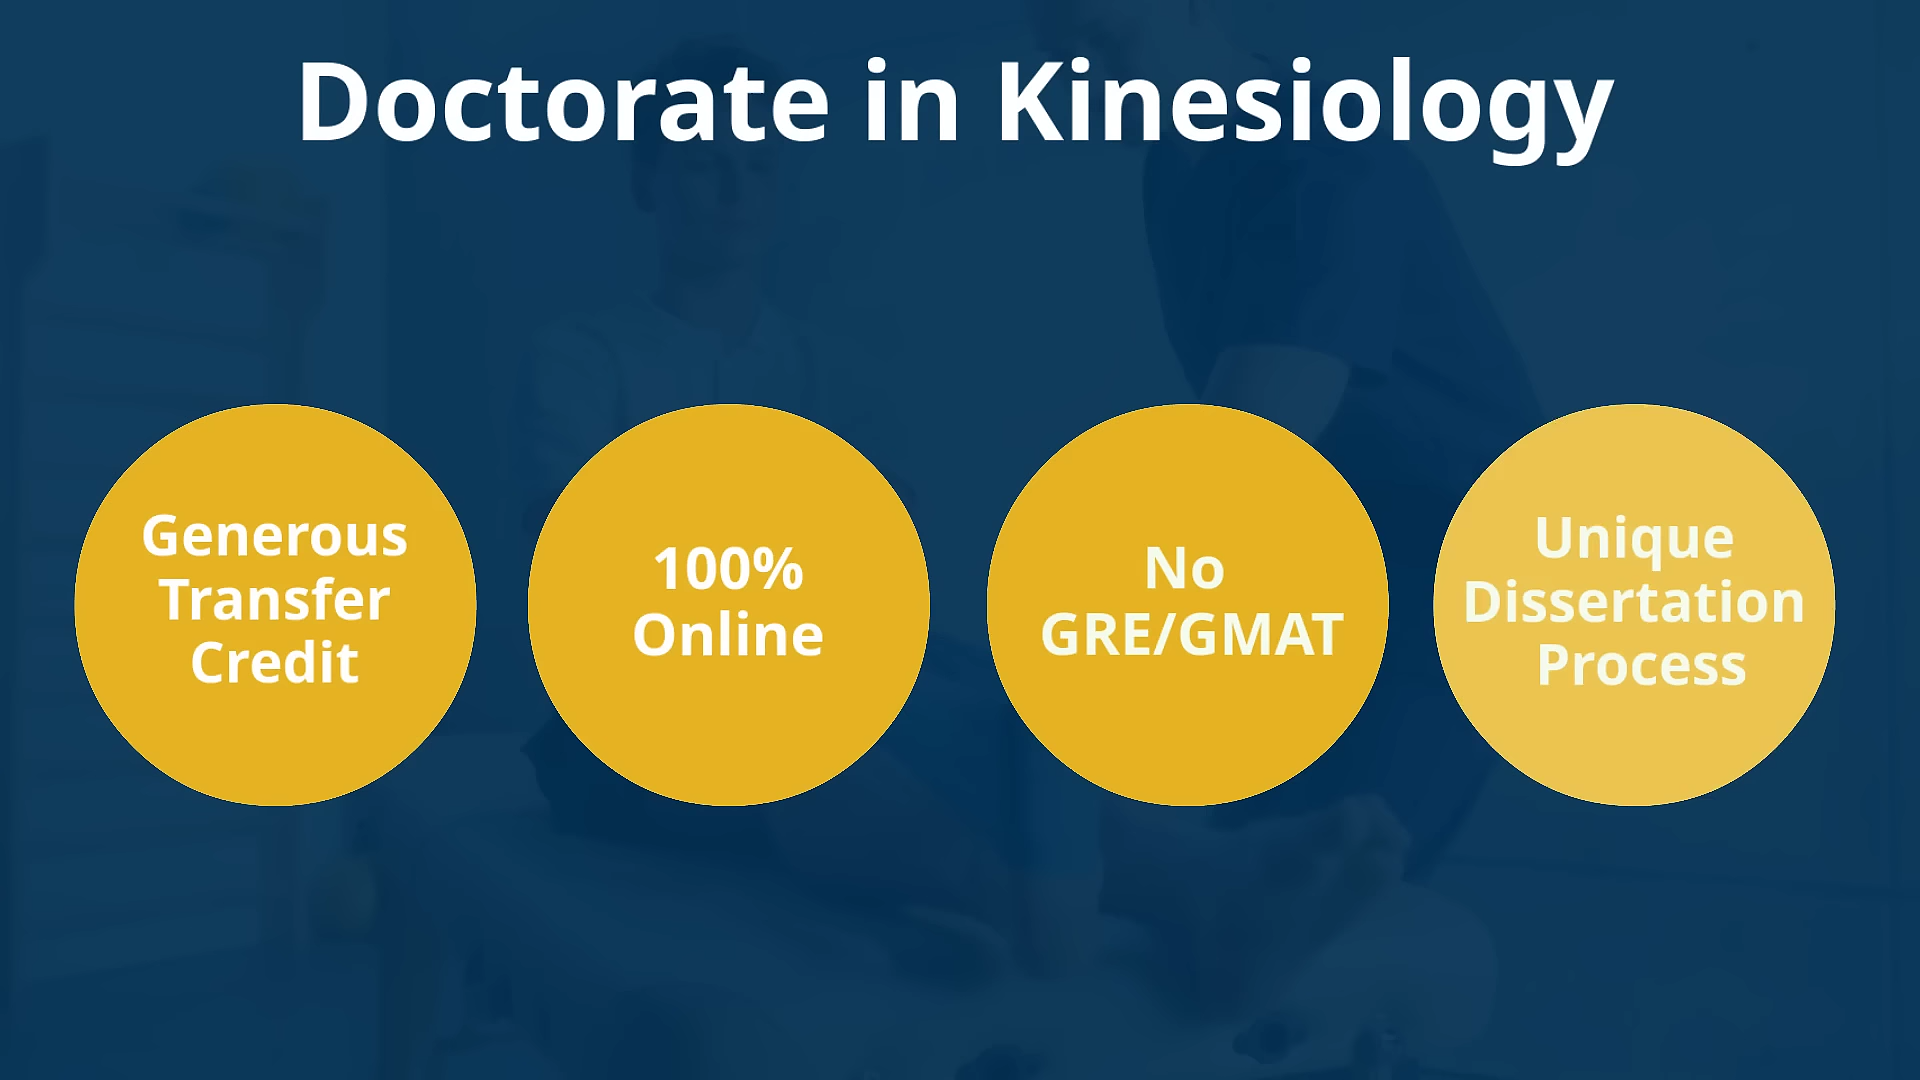 Doctorate in Kinesiology
Generous
Transfer
Credit
100%
Online
No
GRE/GMAT
Unique
Dissertation
Process